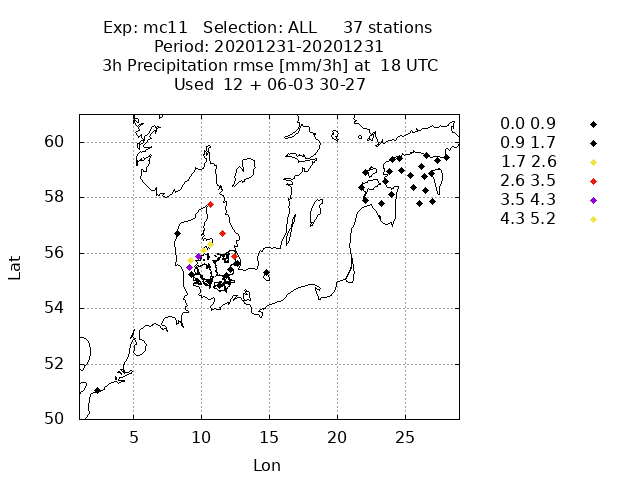 Exp: mc11 Selection: ALL 37 stations
Period: 20201231-20201231
3h Precipitation rmse [mm/3h] at 18 UTC
Used 12 + 06-03 30-27
60
58
56
54
52
50
Lat
5 10 15 20 25
Lon
0.0 0.9
0.9 1.7
1.7 2.6
2.6 3.5
3.5 4.3
4.3 5.2